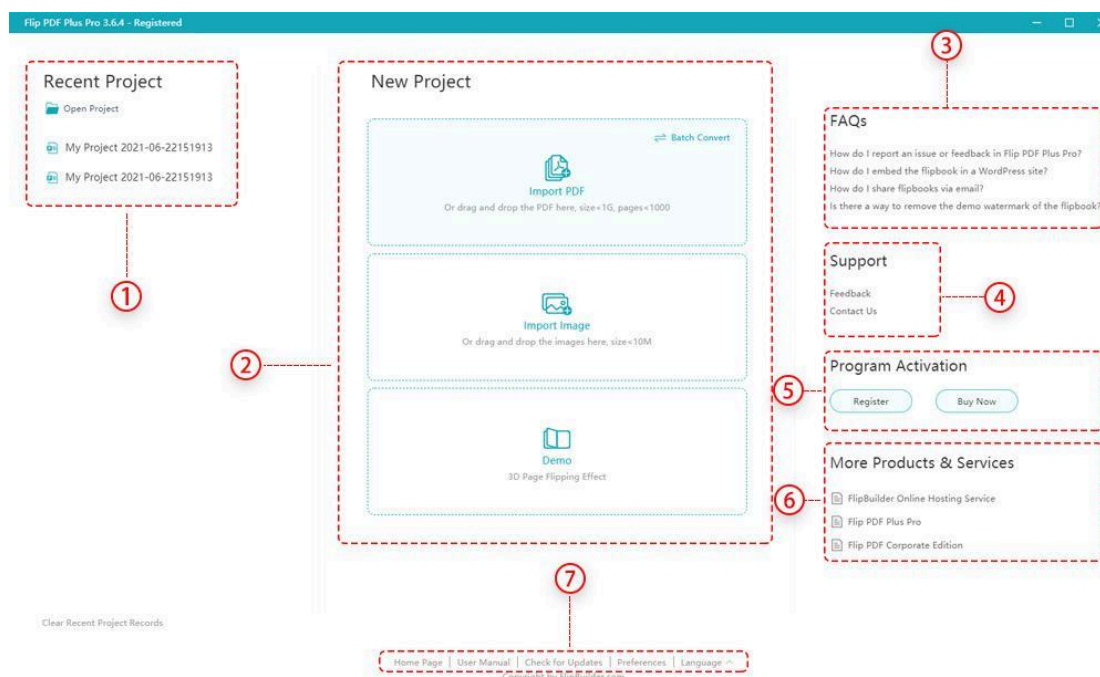 Flip PDF Plus Pro 3.6.4 - Registered
Recent Project
Open Project
My Project 2021-06-22151913
My Project 2021-06-22151913
1
Clear Recent Project Records
2
New Project
Batch Convert
Import PDF
Or drag and drop the PDF here, size<1G, pages<1000
Import Image
Or drag and drop the images here, size<10M
Demo
3D Page Flipping Effect
3
FAQs
How do I report an issue or feedback in Flip PDF Plus Pro?
How do I embed the flipbook in a WordPress site?
How do I share flipbooks via email?
Is there a way to remove the demo watermark of the flipbook?
Support
Feedback
Contact Us
4
5
Program Activation
Register
Buy Now
6
More Products & Services
FlipBuilder Online Hosting Service
Flip PDF Plus Pro
Flip PDF Corporate Edition
7
Home Page | User Manual | Check for Updates | Preferences | Language
Copyright by FlipBuilder.com